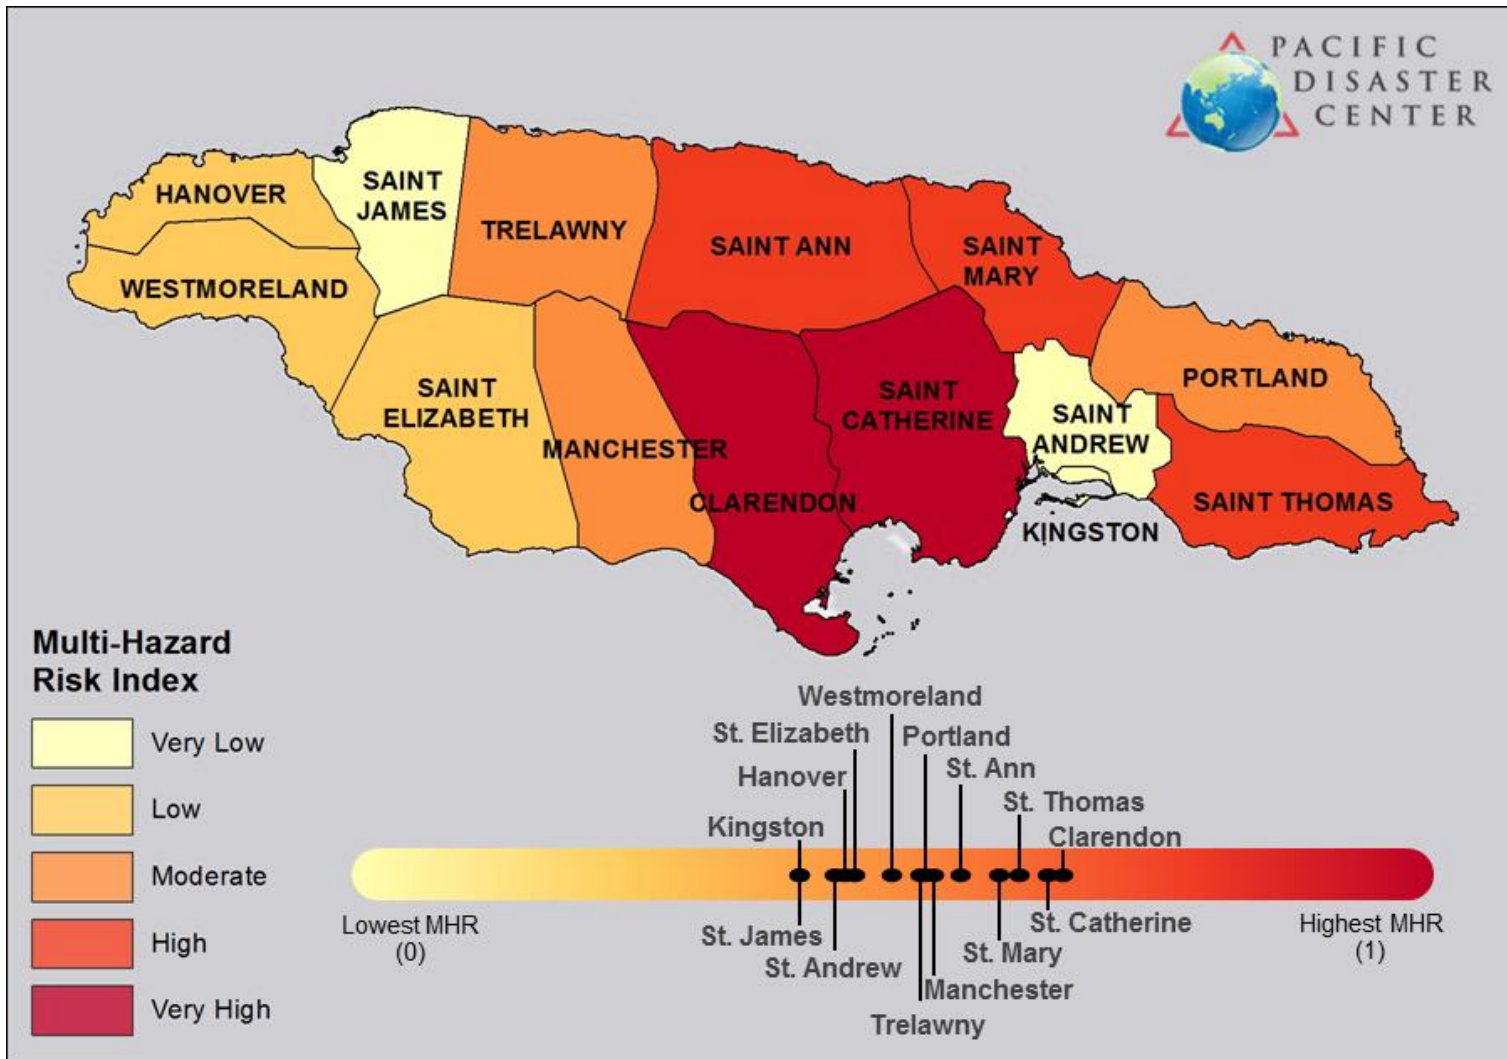 PACIFIC
DISASTER
CENTER
HANOVER
SAINT
JAMES
TRELAWNY
SAINT ANN
SAINT
MARY
WESTMORELAND
SAINT
ELIZABETH
MANCHESTER
CLARENDON
SAINT
CATHERINE
SAINT
ANDREW
PORTLAND
SAINT THOMAS
KINGSTON
Multi-Hazard
Risk Index
Very Low
Low
Moderate
High
Very High
Westmoreland
St. Elizabeth
Portland
Hanover
St. Ann
St. Thomas
Kingston
Clarendon
Lowest MHR
(0)
St. James
St. Andrew
Trelawny
Manchester
St. Mary
St. Catherine
Highest MHR
(1)